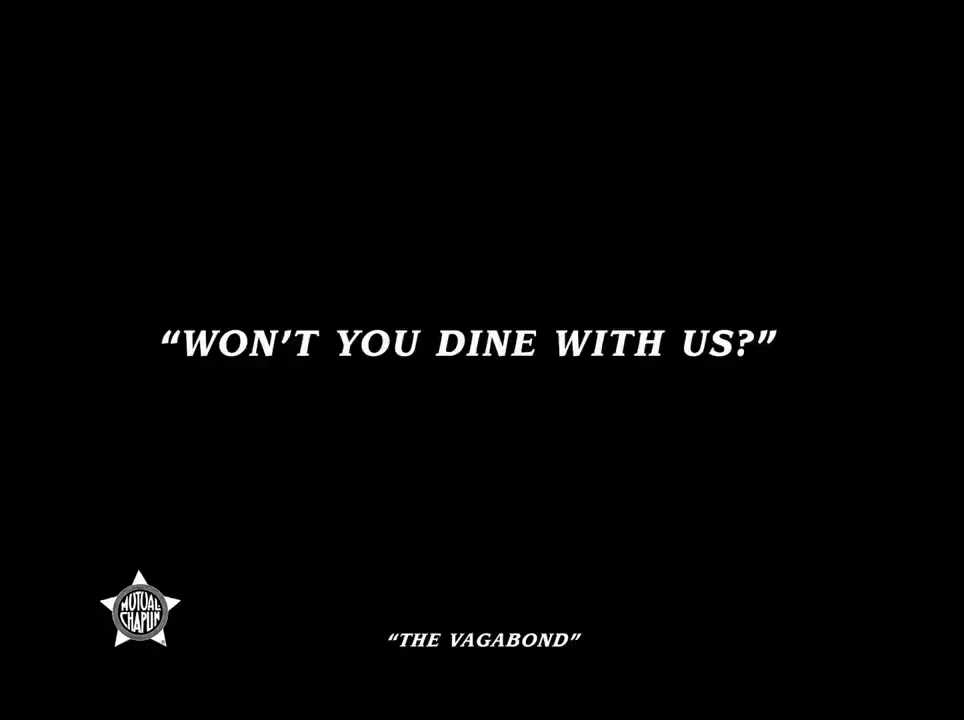 “WON’T YOU DINE WITH US?”
MUTUAL-
CHAPLIN
“THE VAGABOND”